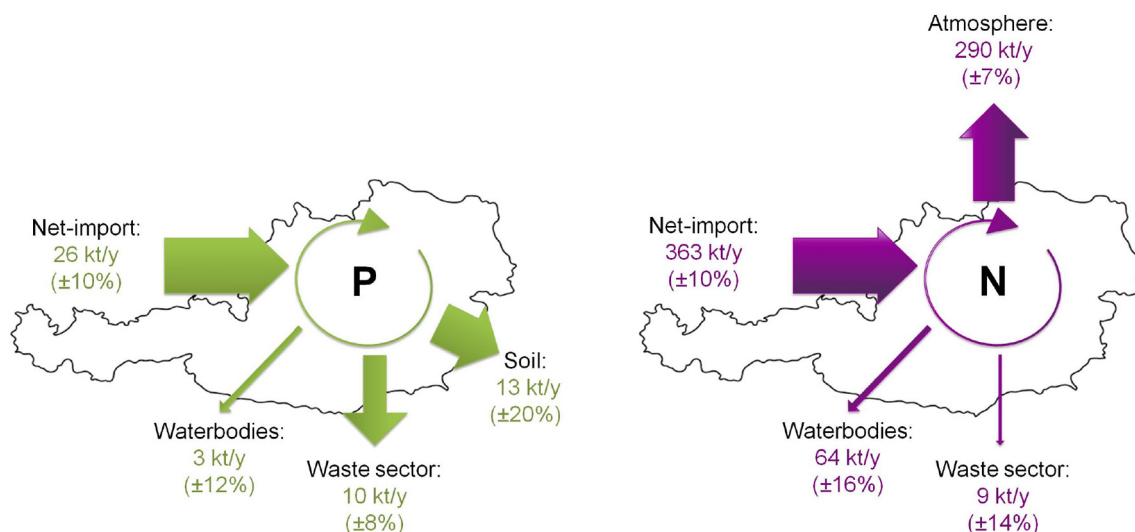 Net-import:
26 kt/y
(±10%)
P
Soil:
13 kt/y
(±20%)
Waterbodies:
3 kt/y
(±12%)
Waste sector:
10 kt/y
(±8%)
Atmosphere:
290 kt/y
(±7%)
Net-import:
363 kt/y
(±10%)
N
Waterbodies:
64 kt/y
(±16%)
Waste sector:
9 kt/y
(±14%)